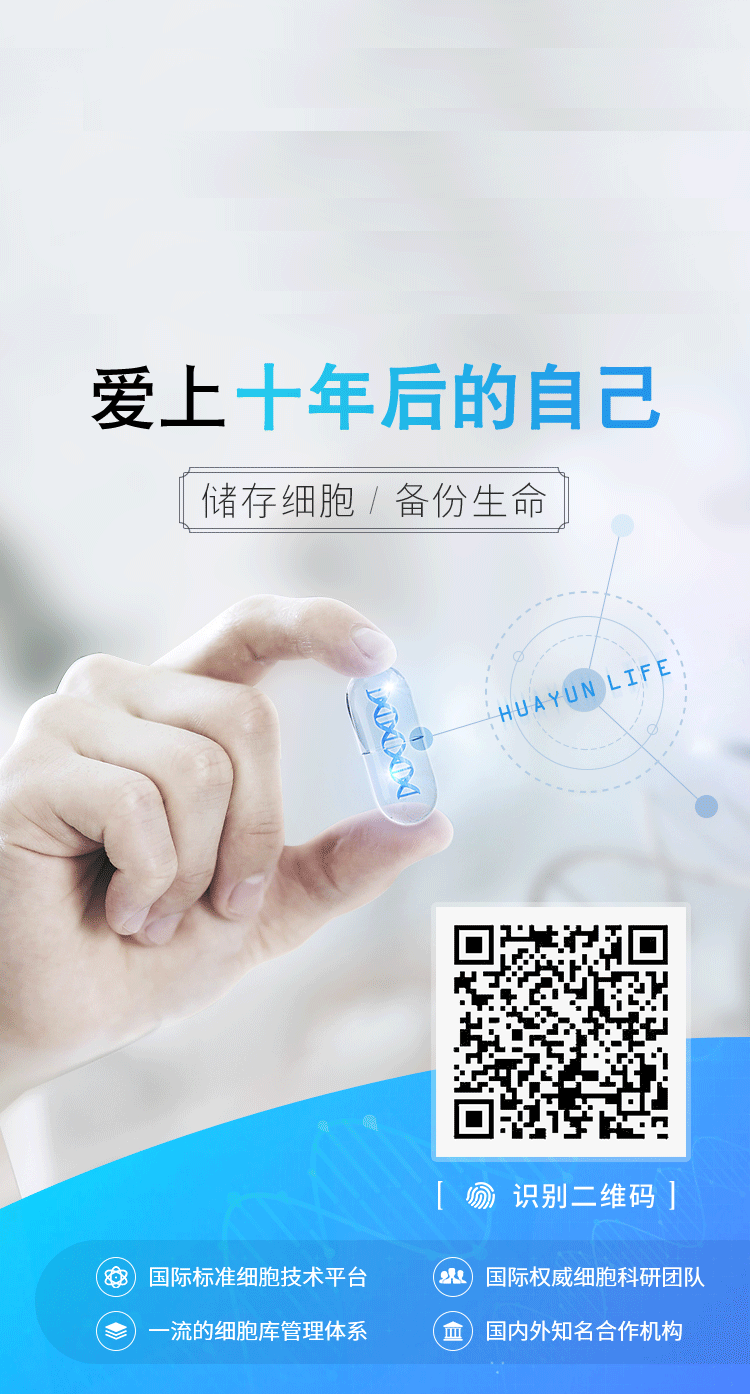 爱上十年后的自己
储存细胞 / 备份生命
HUAYUN LIFE
[ 识别二维码 ]
国际标准细胞技术平台
国际权威细胞科研团队
一流的细胞库管理体系
国内外知名合作机构